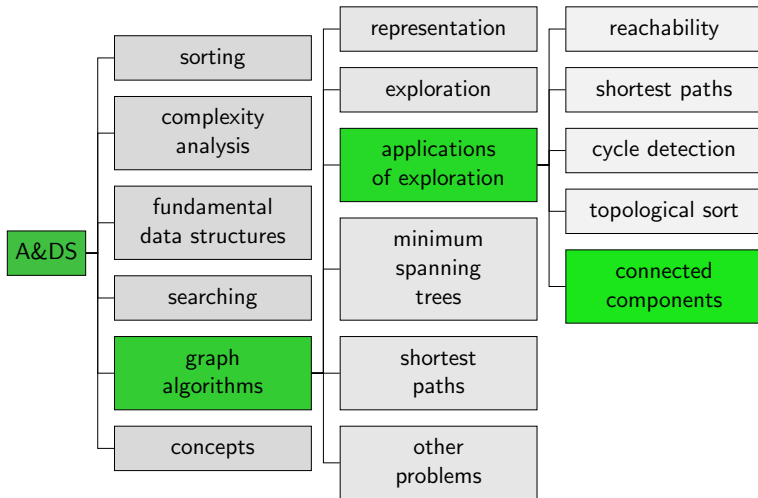 A&DS
sorting
complexity
analysis
fundamental
data structures
searching
graph
algorithms
concepts
representation
exploration
applications
of exploration
minimum
spanning
trees
shortest
paths
other
problems
reachability
shortest paths
cycle detection
topological sort
connected
components